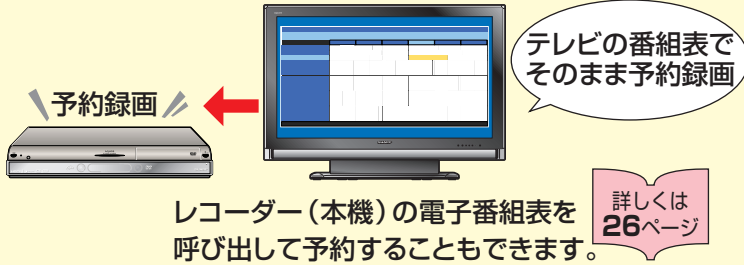 テレビの番組表で
そのまま予約録画
予約録画
レコーダー（本機）の電子番組表を
呼び出して予約することもできます。
詳しくは
26ページ